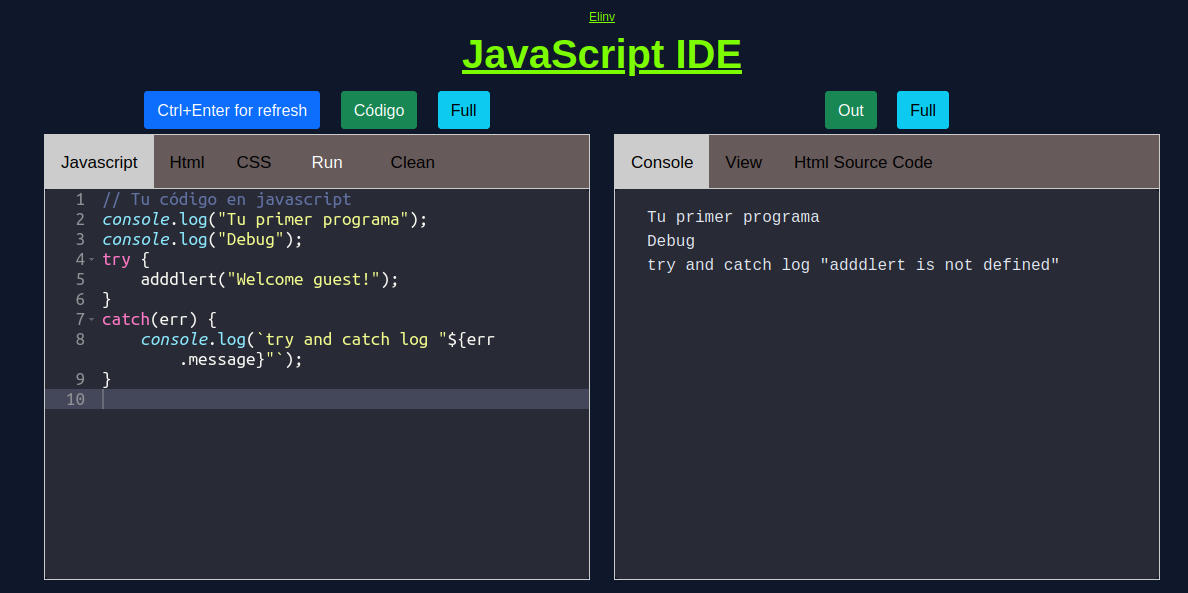 Elinv
JavaScript IDE
Ctrl+Enter for refresh Código Full
Out Full
Javascript Html CSS Run Clean
1 // Tu código en javascript
2 console.log("Tu primer programa");
3 console.log("Debug");
4 try {
5 adddlert("Welcome guest!");
6 }
7 catch(err) {
8 console.log(`try and catch log "${err
.message}"`);
9 }
10
Console View Html Source Code
Tu primer programa
Debug
try and catch log "adddlert is not defined"